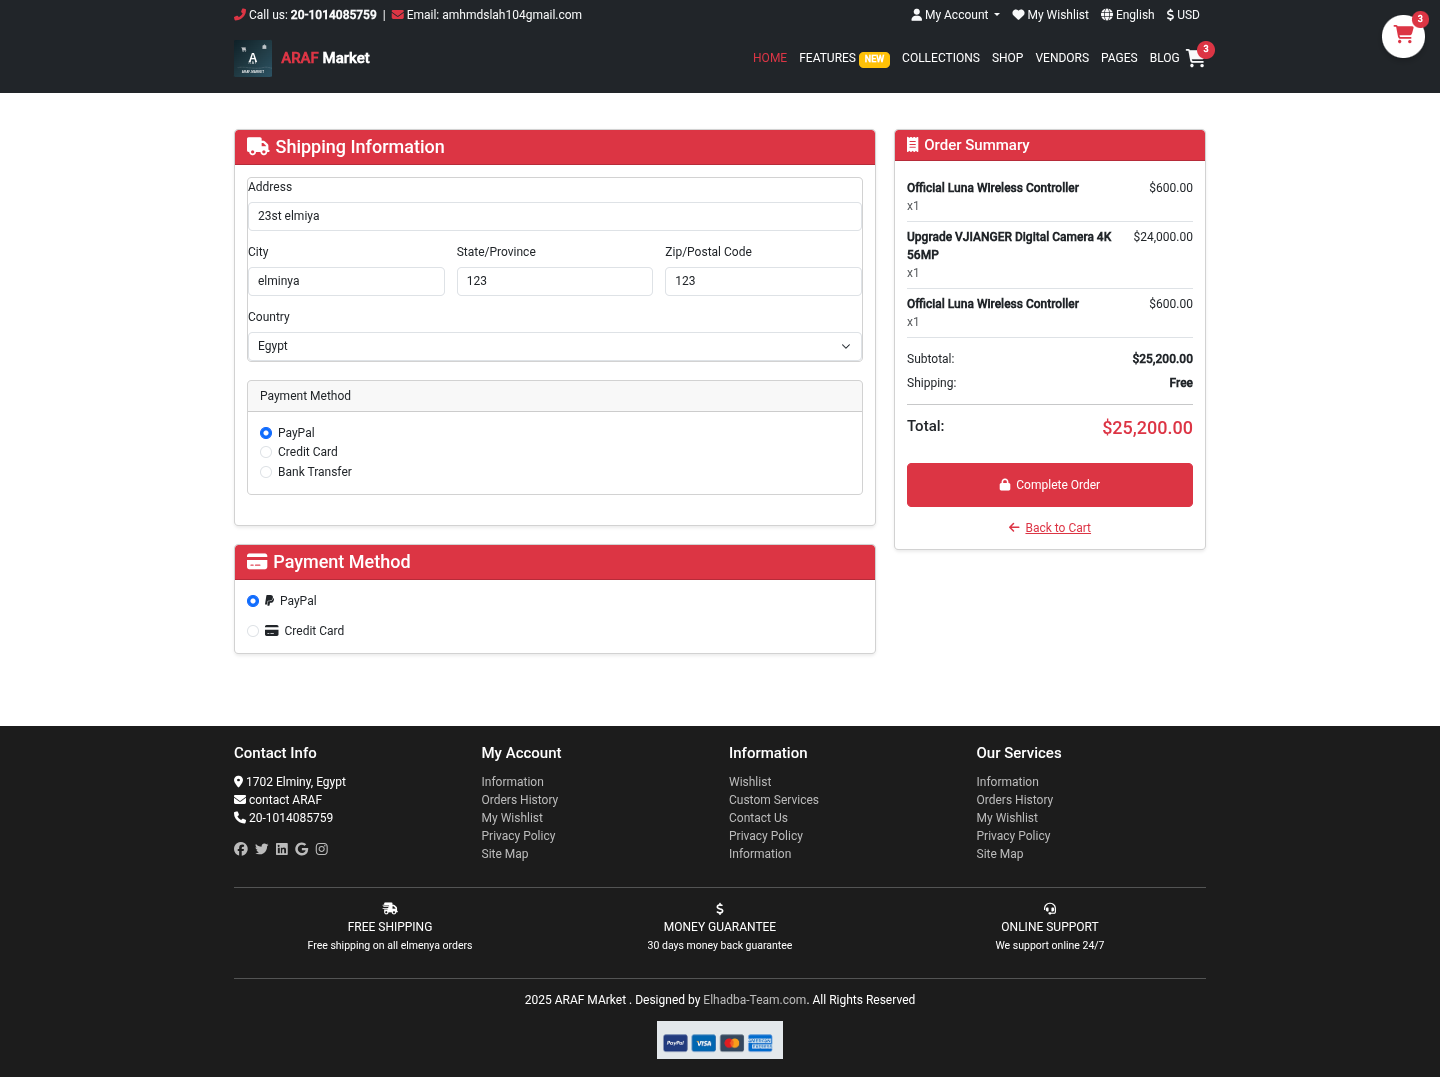 Call us: 20-1014085759 | Email: amhmdslah104gmail.com
My Account My Wishlist English USD
3
ARAF MARKET
ARAF Market
HOME FEATURES NEW COLLECTIONS SHOP VENDORS PAGES BLOG 3
Shipping Information
Address
23st elmiya
City State/Province Zip/Postal Code
elminya 123 123
Country
Egypt
Payment Method
PayPal
Credit Card
Bank Transfer
Payment Method
PayPal
Credit Card
Order Summary
Official Luna Wireless Controller $600.00
x1
Upgrade VJIANGER Digital Camera 4K $24,000.00
56MP
x1
Official Luna Wireless Controller $600.00
x1
Subtotal: $25,200.00
Shipping: Free
Total: $25,200.00
Complete Order
Back to Cart
Contact Info
1702 Elminy, Egypt
contact ARAF
20-1014085759
My Account
Information
Orders History
My Wishlist
Privacy Policy
Site Map
Information
Wishlist
Custom Services
Contact Us
Privacy Policy
Information
Our Services
Information
Orders History
My Wishlist
Privacy Policy
Site Map
FREE SHIPPING
Free shipping on all elmenya orders
MONEY GUARANTEE
30 days money back guarantee
ONLINE SUPPORT
We support online 24/7
2025 ARAF MArket . Designed by Elhadba-Team.com. All Rights Reserved
PayPal VISA AMERICAN EXPRESS